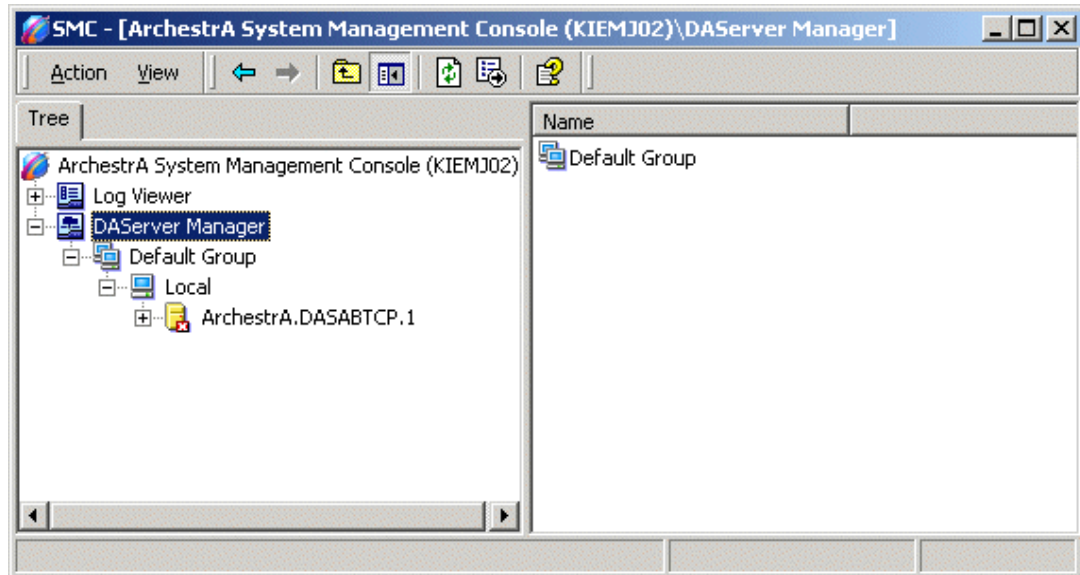 SMC - [ArchestrA System Management Console (KIEMJ02)\DAServer Manager]
Action View
Tree
Name
ArchestrA System Management Console (KIEMJ02)
Default Group
Log Viewer
DAServer Manager
Default Group
Local
ArchestrA.DASABTCP.1